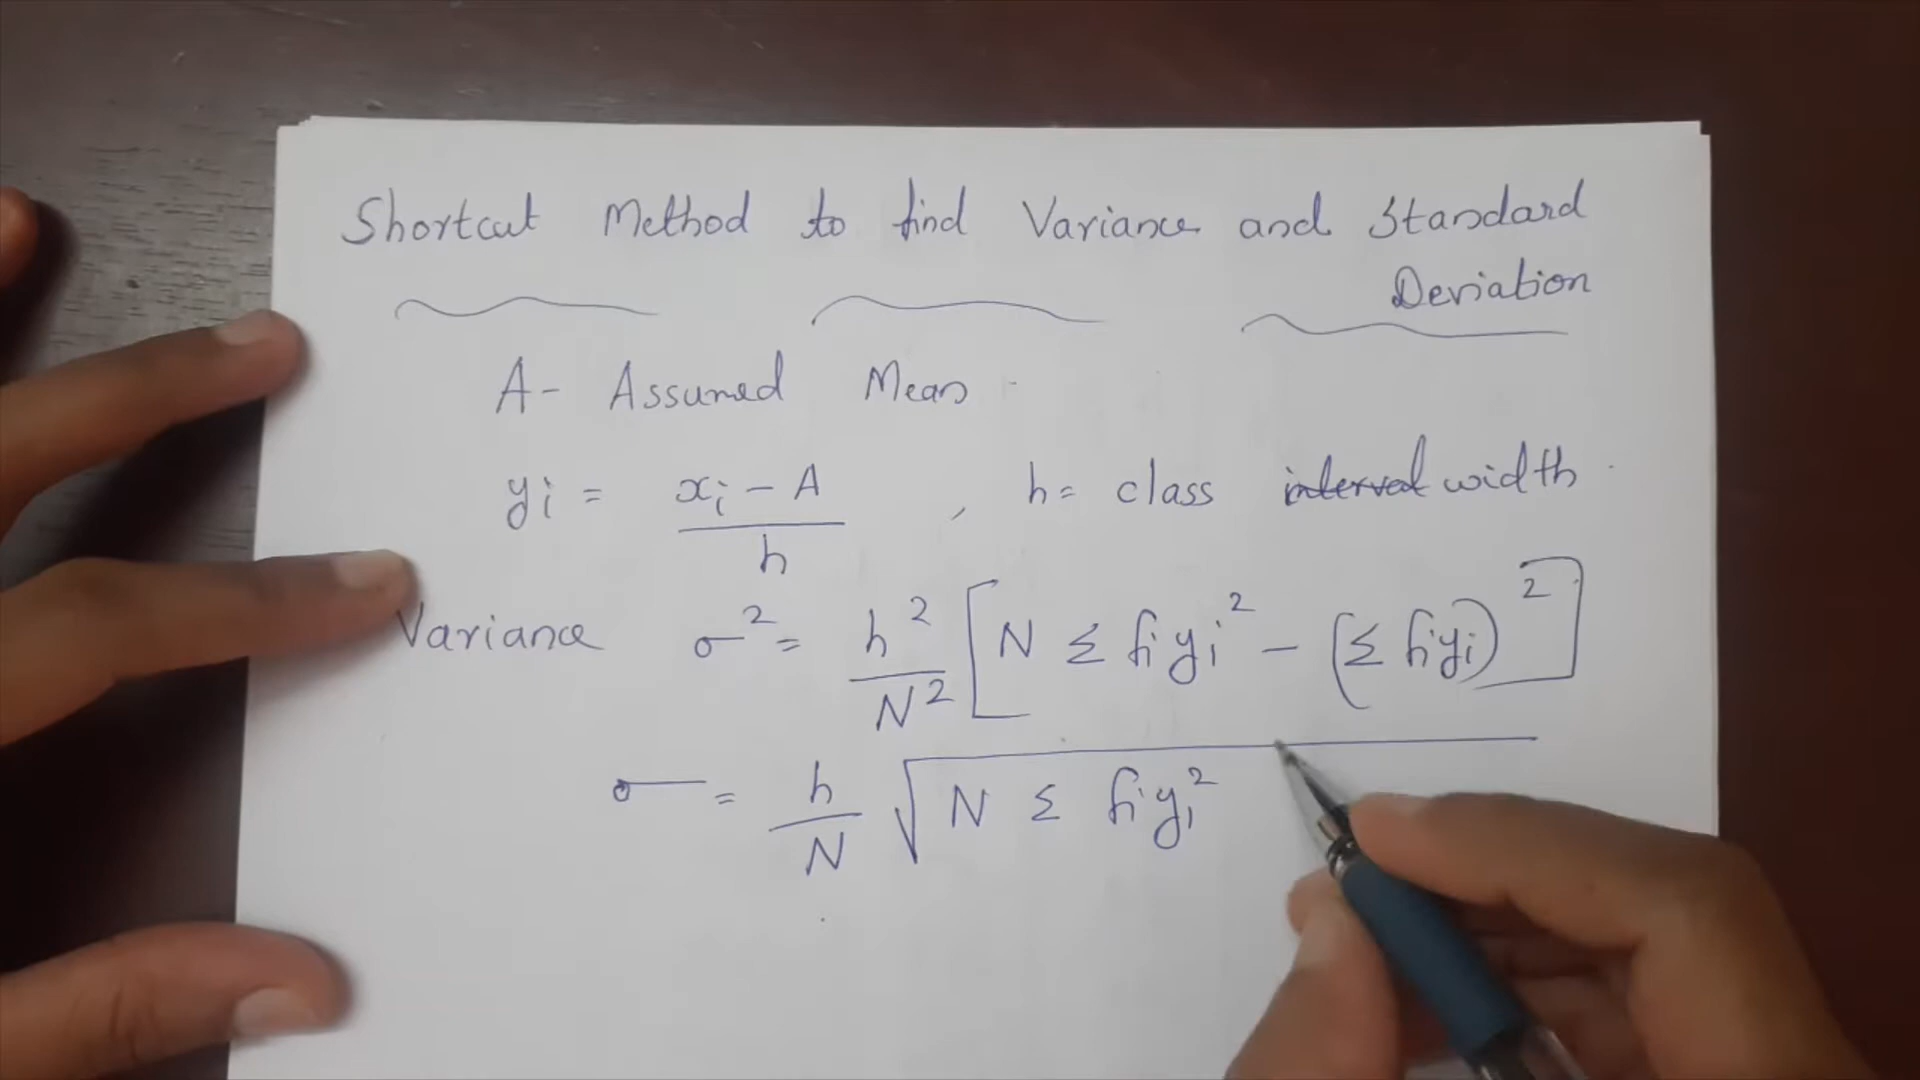 Shortcut Method to find Variance and Standard
Deviation
A - Assumed Mean
yi = xi - A / h , h = class interval width
Variance σ² = h²/N² [N Σ fiyi² - (Σ fiyi)²]
σ = h/N √N Σ fiyi²